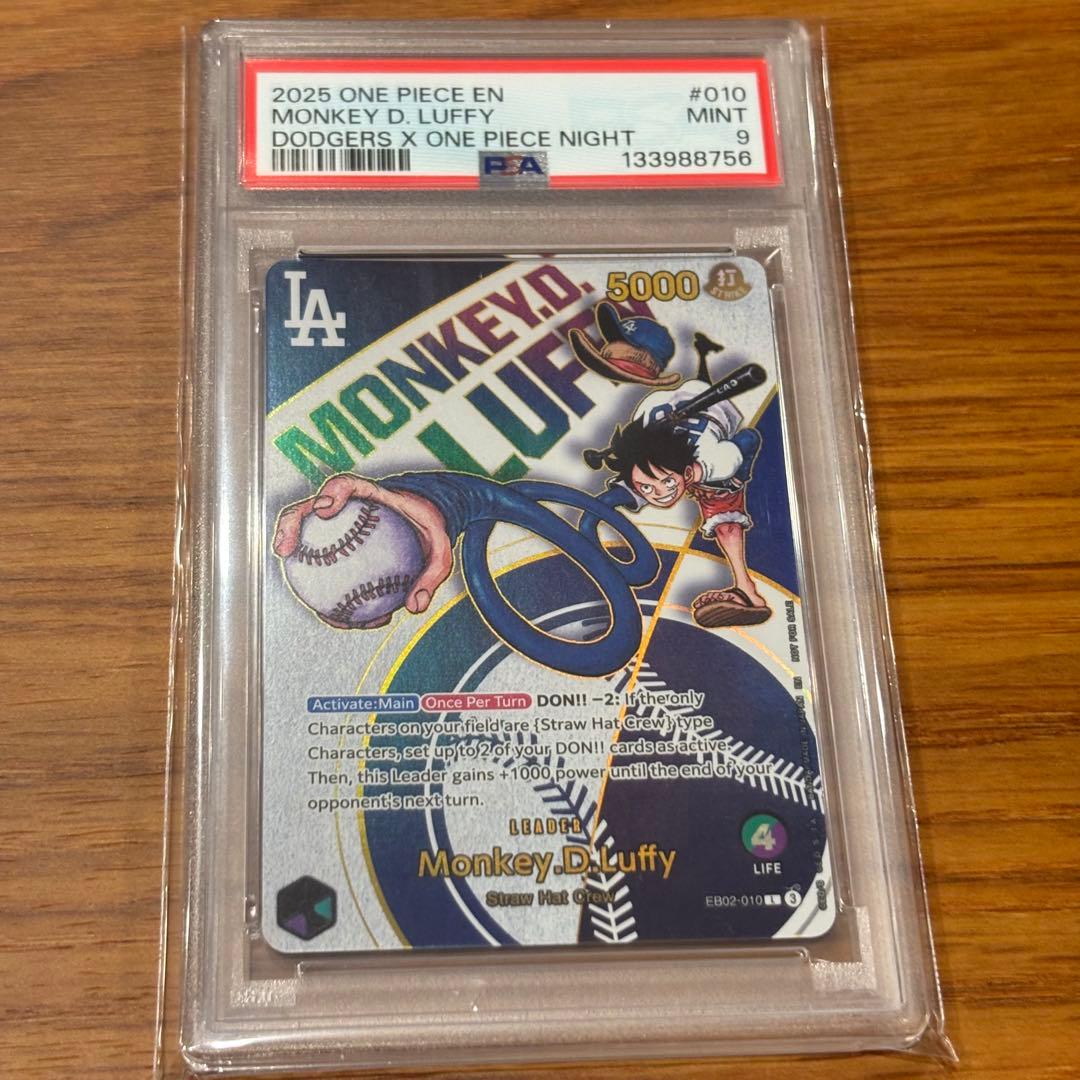 2025 ONE PIECE EN #010
MONKEY D. LUFFY MINT
DODGERS X ONE PIECE NIGHT 9
PSA 133988756
LA
MONKEY.D.
LUFFY
5000
打
STRIKE
NOT FOR SALE
Activate:Main Once Per Turn DON!! −2: If the only
Characters on your field are {Straw Hat Crew} type
Characters, set up to 2 of your DON!! cards as active.
Then, this Leader gains +1000 power until the end of your
opponent's next turn.
LEADER
4
LIFE
Monkey.D.Luffy
Straw Hat Crew
EB02-010 L 3